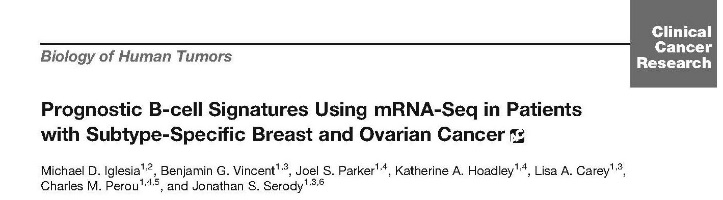 Clinical
Cancer
Research
Biology of Human Tumors
Prognostic B-cell Signatures Using mRNA-Seq in Patients
with Subtype-Specific Breast and Ovarian Cancer
Michael D. Iglesia1,2, Benjamin G. Vincent1,3, Joel S. Parker1,4, Katherine A. Hoadley1,4, Lisa A. Carey1,3,
Charles M. Perou1,4,5, and Jonathan S. Serody1,3,6